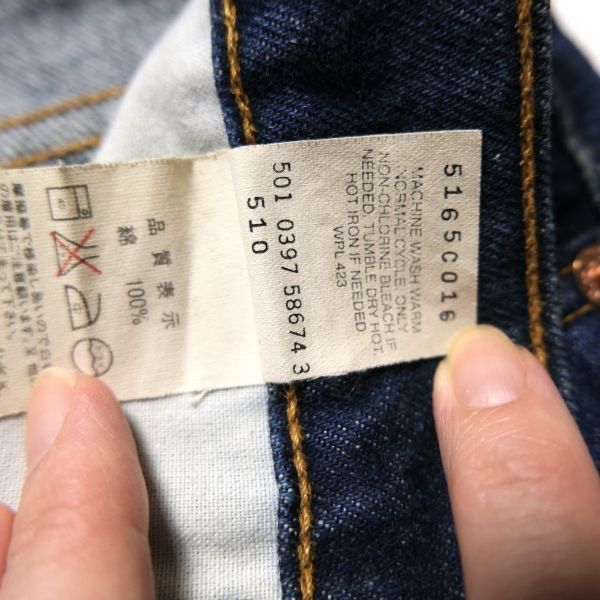 5165C016
MACHINE WASH WARM
NORMAL CYCLE. ONLY
NON-CHLORINE BLEACH IF
NEEDED. TUMBLE DRY HOT.
HOT IRON IF NEEDED.
WPL 423
501 0397 58674 3
510
品質表示
綿 100%
40